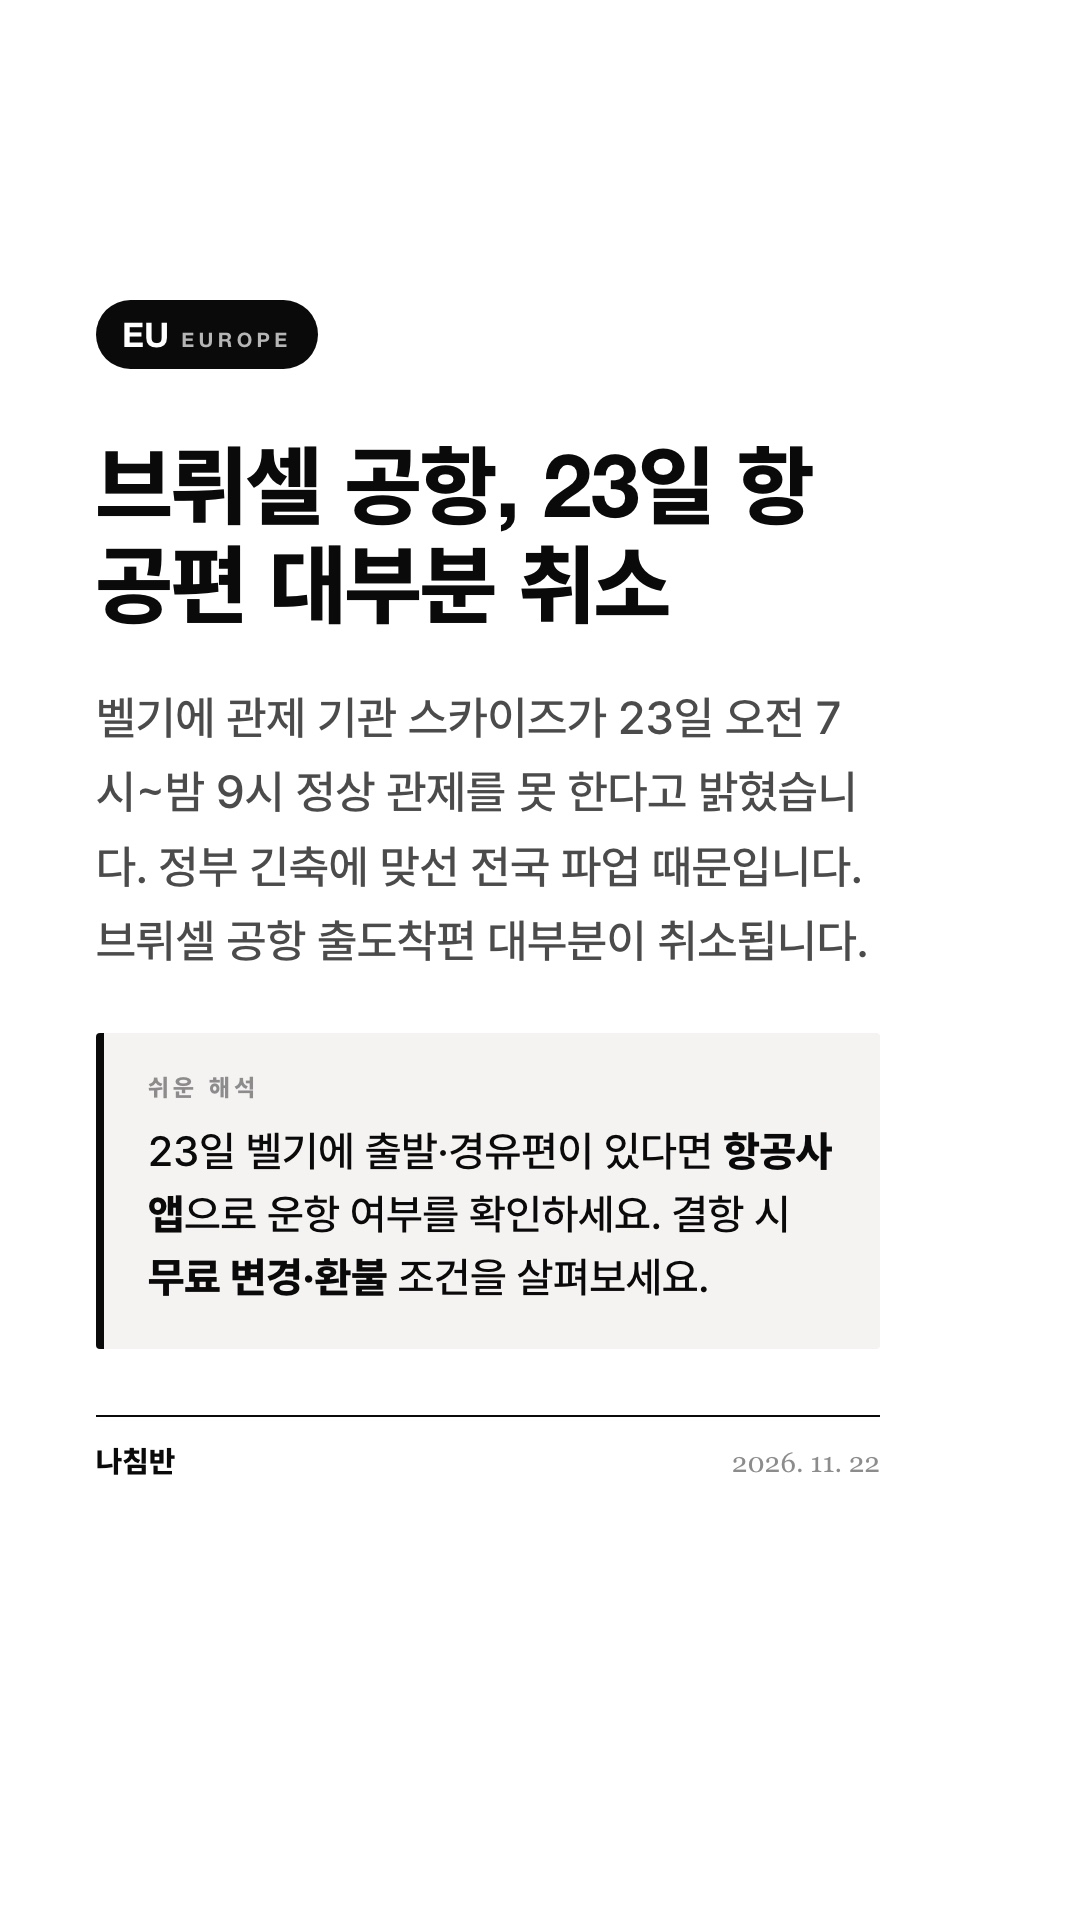 EU EUROPE
브뤼셀 공항, 23일 항
공편 대부분 취소
벨기에 관제 기관 스카이즈가 23일 오전 7
시~밤 9시 정상 관제를 못 한다고 밝혔습니
다. 정부 긴축에 맞선 전국 파업 때문입니다.
브뤼셀 공항 출도착편 대부분이 취소됩니다.
쉬운 해석
23일 벨기에 출발·경유편이 있다면 항공사
앱으로 운항 여부를 확인하세요. 결항 시
무료 변경·환불 조건을 살펴보세요.
나침반
2026. 11. 22